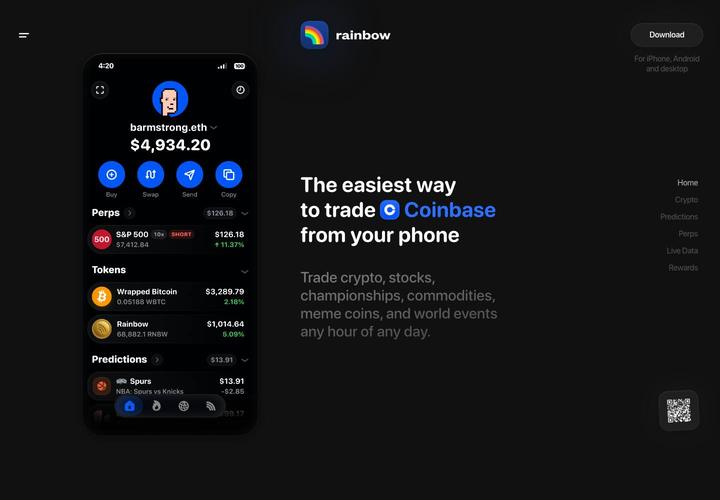 rainbow
Download
For iPhone, Android
and desktop
4:20
100
barmstrong.eth
$4,934.20
Buy
Swap
Send
Copy
Perps
$126.18
500
S&P 500 10x SHORT
$126.18
$7,412.84
↑ 11.37%
Tokens
Wrapped Bitcoin
$3,289.79
0.05188 WBTC
2.18%
Rainbow
$1,014.64
68,882.1 RNBW
5.09%
Predictions
$13.91
Spurs
$13.91
NBA: Spurs vs Knicks
-$2.85
The easiest way
to trade Coinbase
from your phone
Trade crypto, stocks,
championships, commodities,
meme coins, and world events
any hour of any day.
Home
Crypto
Predictions
Perps
Live Data
Rewards